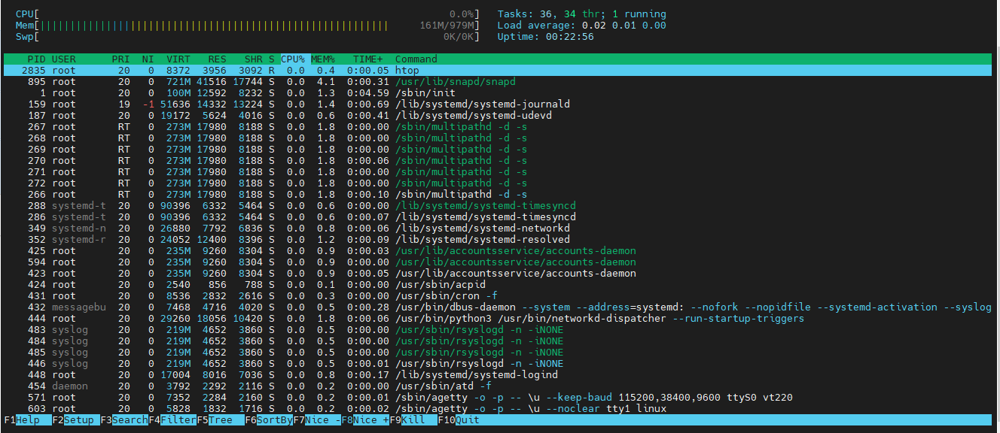 CPU[ 0.0%] Tasks: 36, 34 thr; 1 running
Mem[||||||||||||||||||||||||||||||||||||||||||||||||||||||||||| 161M/979M] Load average: 0.02 0.01 0.00
Swp[ 0K/0K] Uptime: 00:22:56
PID USER PRI NI VIRT RES SHR S CPU% MEM% TIME+ Command
2835 root 20 0 8372 3956 3092 R 0.0 0.4 0:00.05 htop
895 root 20 0 721M 41516 17744 S 0.0 4.1 0:00.31 /usr/lib/snapd/snapd
1 root 20 0 100M 12592 8232 S 0.0 1.3 0:04.59 /sbin/init
159 root 19 -1 51636 14332 13224 S 0.0 1.4 0:00.69 /lib/systemd/systemd-journald
187 root 20 0 19172 5624 4016 S 0.0 0.6 0:00.41 /lib/systemd/systemd-udevd
267 root RT 0 273M 17980 8188 S 0.0 1.8 0:00.00 /sbin/multipathd -d -s
268 root RT 0 273M 17980 8188 S 0.0 1.8 0:00.00 /sbin/multipathd -d -s
269 root RT 0 273M 17980 8188 S 0.0 1.8 0:00.00 /sbin/multipathd -d -s
270 root RT 0 273M 17980 8188 S 0.0 1.8 0:00.06 /sbin/multipathd -d -s
271 root RT 0 273M 17980 8188 S 0.0 1.8 0:00.00 /sbin/multipathd -d -s
272 root RT 0 273M 17980 8188 S 0.0 1.8 0:00.00 /sbin/multipathd -d -s
266 root RT 0 273M 17980 8188 S 0.0 1.8 0:00.10 /sbin/multipathd -d -s
288 systemd-t 20 0 90396 6332 5464 S 0.0 0.6 0:00.00 /lib/systemd/systemd-timesyncd
286 systemd-t 20 0 90396 6332 5464 S 0.0 0.6 0:00.07 /lib/systemd/systemd-timesyncd
349 systemd-n 20 0 26880 7792 6836 S 0.0 0.8 0:00.06 /lib/systemd/systemd-networkd
352 systemd-r 20 0 24052 12400 8396 S 0.0 1.2 0:00.09 /lib/systemd/systemd-resolved
425 root 20 0 235M 9260 8304 S 0.0 0.9 0:00.03 /usr/lib/accountsservice/accounts-daemon
594 root 20 0 235M 9260 8304 S 0.0 0.9 0:00.00 /usr/lib/accountsservice/accounts-daemon
423 root 20 0 235M 9260 8304 S 0.0 0.9 0:00.05 /usr/lib/accountsservice/accounts-daemon
424 root 20 0 2540 856 788 S 0.0 0.1 0:00.00 /usr/sbin/acpid
431 root 20 0 8536 2832 2616 S 0.0 0.3 0:00.00 /usr/sbin/cron -f
432 messagebu 20 0 7468 4716 4020 S 0.0 0.5 0:00.28 /usr/bin/dbus-daemon --system --address=systemd: --nofork --nopidfile --systemd-activation --syslog
444 root 20 0 29260 18056 10420 S 0.0 1.8 0:00.06 /usr/bin/python3 /usr/bin/networkd-dispatcher --run-startup-triggers
483 syslog 20 0 219M 4652 3860 S 0.0 0.5 0:00.00 /usr/sbin/rsyslogd -n -iNONE
484 syslog 20 0 219M 4652 3860 S 0.0 0.5 0:00.00 /usr/sbin/rsyslogd -n -iNONE
485 syslog 20 0 219M 4652 3860 S 0.0 0.5 0:00.00 /usr/sbin/rsyslogd -n -iNONE
446 syslog 20 0 219M 4652 3860 S 0.0 0.5 0:00.01 /usr/sbin/rsyslogd -n -iNONE
448 root 20 0 17004 8016 7036 S 0.0 0.8 0:00.17 /lib/systemd/systemd-logind
454 daemon 20 0 3792 2292 2116 S 0.0 0.2 0:00.00 /usr/sbin/atd -f
571 root 20 0 7352 2284 2160 S 0.0 0.2 0:00.01 /sbin/agetty -o -p -- \u --keep-baud 115200,38400,9600 ttyS0 vt220
603 root 20 0 5828 1832 1716 S 0.0 0.2 0:00.02 /sbin/agetty -o -p -- \u --noclear tty1 linux
F1Help F2Setup F3SearchF4FilterF5Tree F6SortByF7Nice -F8Nice +F9Kill F10Quit